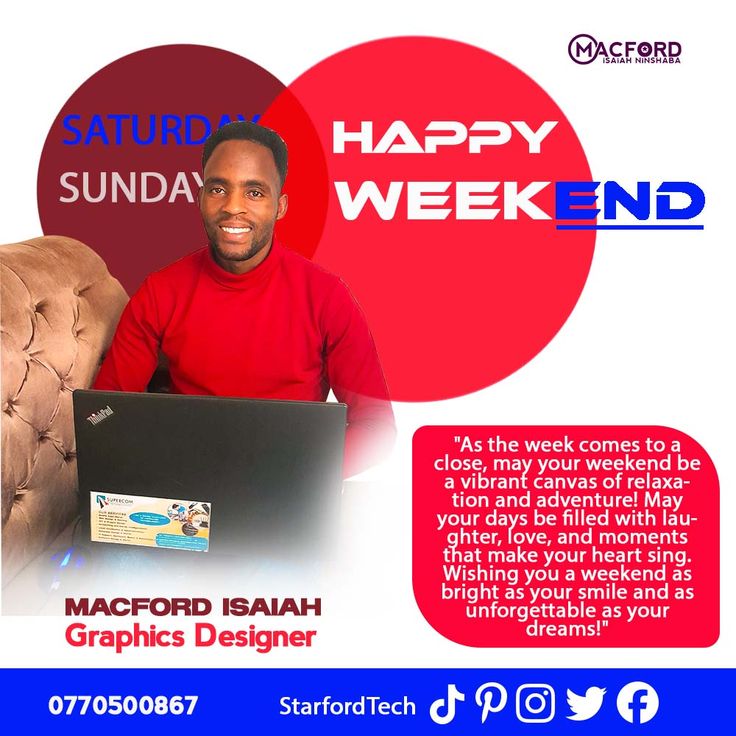 MACFORD
ISAIAH NINSHABA
SATURDAY
SUNDAY
HAPPY
WEEKEND
ThinkPad
SUPERCOM
OUR SERVICES
"As the week comes to a
close, may your weekend be
a vibrant canvas of relaxa-
tion and adventure! May
your days be filled with lau-
ghter, love, and moments
that make your heart sing.
Wishing you a weekend as
bright as your smile and as
unforgettable as your
dreams!"
MACFORD ISAIAH
Graphics Designer
0770500867
StarfordTech